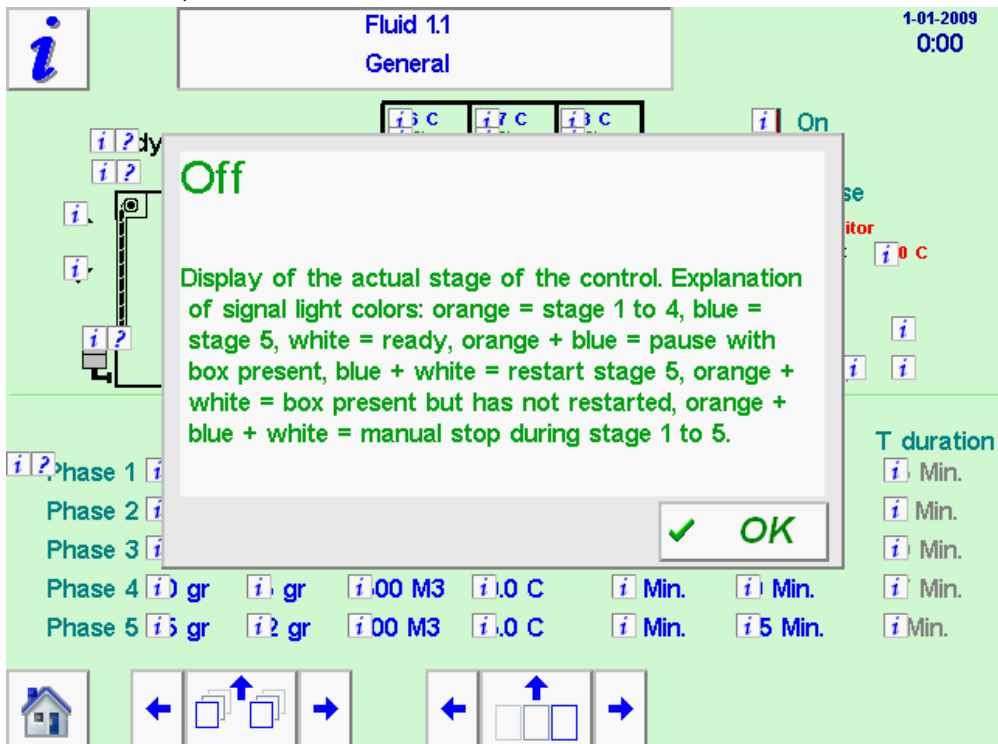 Fluid 1.1
General
1-01-2009
0:00
C C C
On
Off
C
Display of the actual stage of the control. Explanation
of signal light colors: orange = stage 1 to 4, blue =
stage 5, white = ready, orange + blue = pause with
box present, blue + white = restart stage 5, orange +
white = box present but has not restarted, orange +
blue + white = manual stop during stage 1 to 5.
OK
T duration
Phase 1 Min.
Phase 2 Min.
Phase 3 Min.
Phase 4 gr gr M3 C Min. Min. Min.
Phase 5 gr gr M3 C Min. Min. Min.